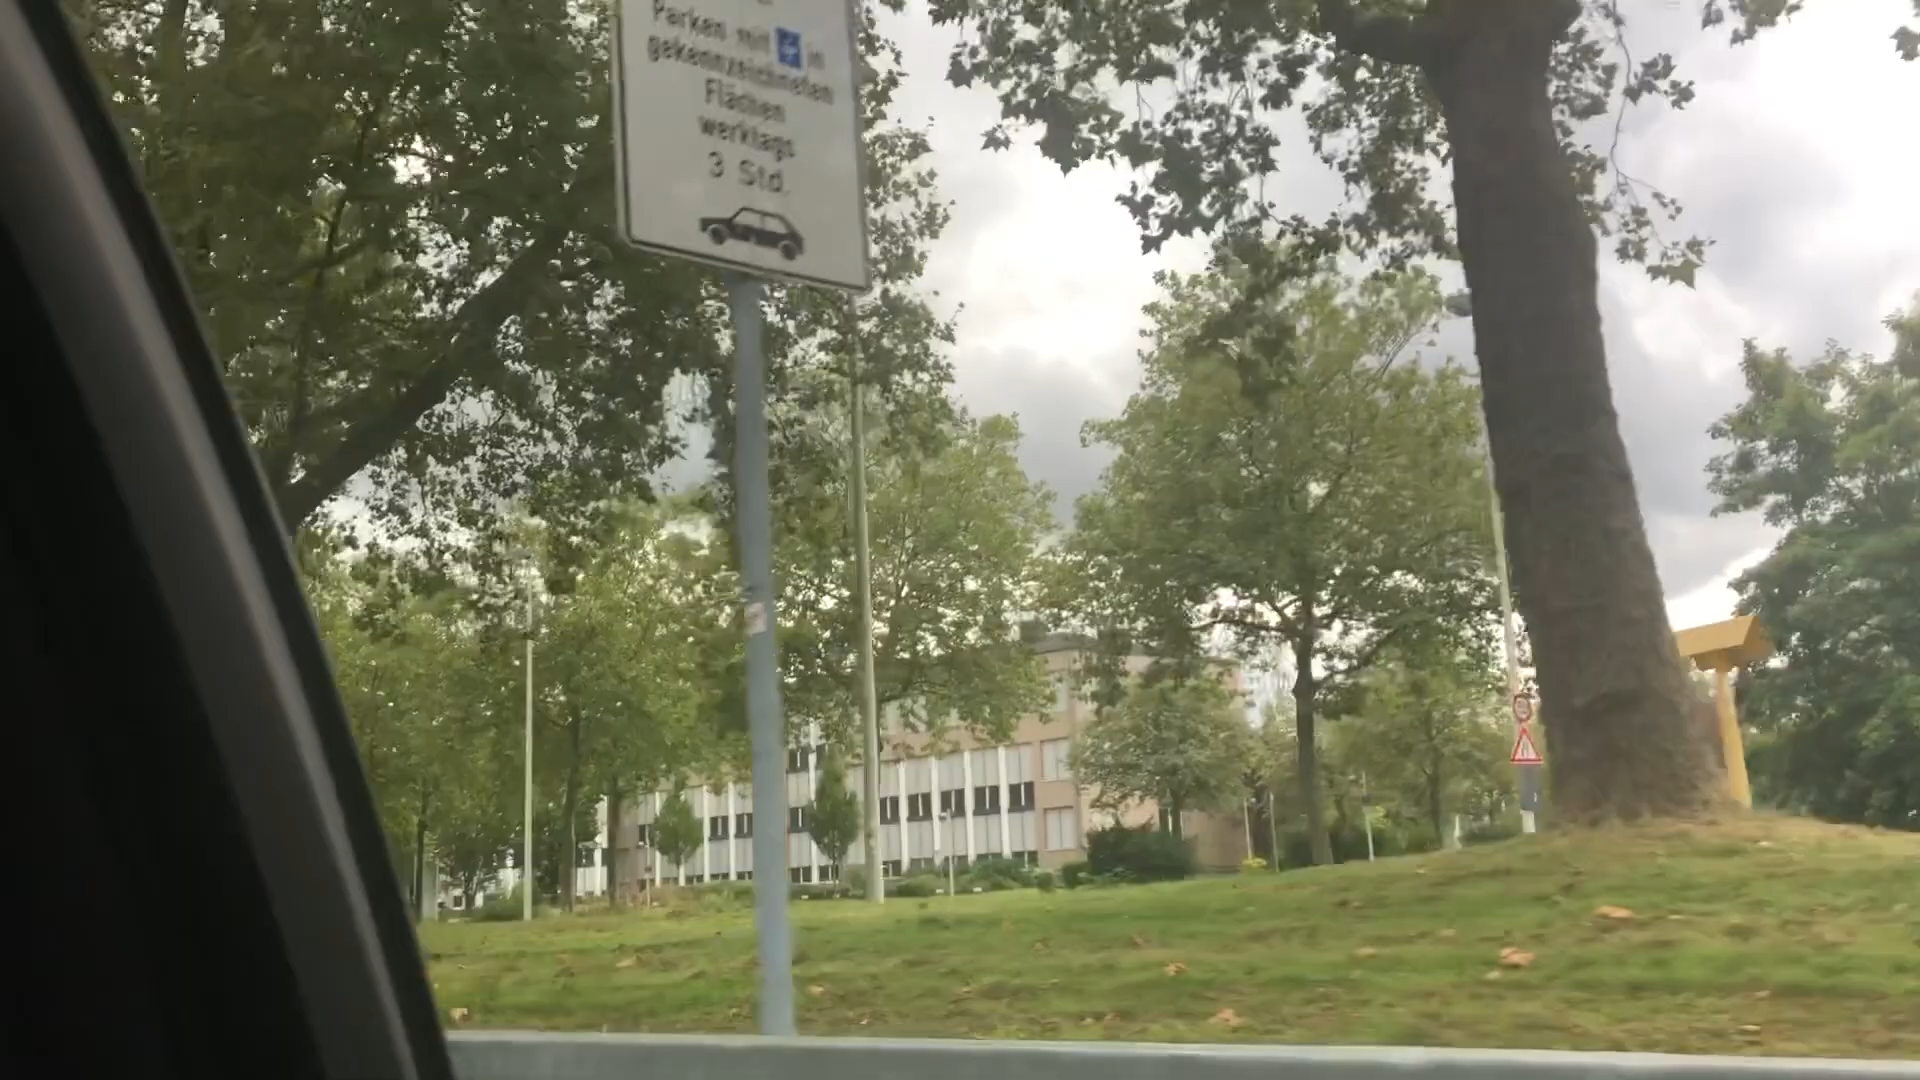 Parken mit in
gekennzeichneten
Flächen
werktags
3 Std.